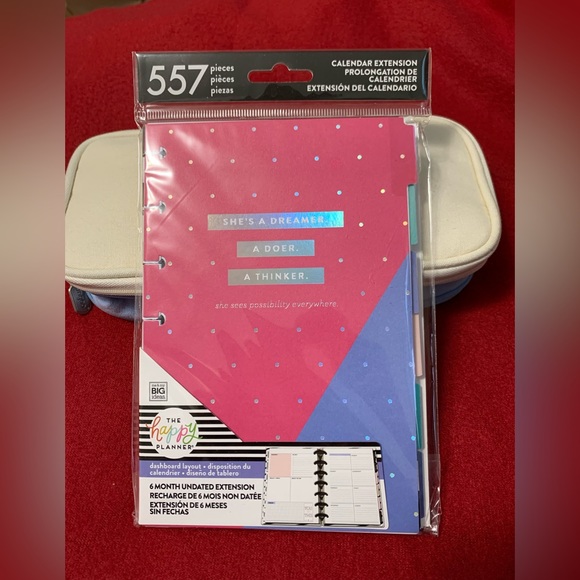 557 pieces
pièces
piezas
CALENDAR EXTENSION
PROLONGATION DE
CALENDRIER
EXTENSIÓN DEL CALENDARIO
SHE'S A DREAMER.
A DOER.
A THINKER.
she sees possibility everywhere
me & my
BIG
ideas
THE
happy
PLANNER®
dashboard layout • disposition du
calendrier • diseño de tablero
6 MONTH UNDATED EXTENSION
RECHARGE DE 6 MOIS NON DATÉE
EXTENSIÓN DE 6 MESES
SIN FECHAS